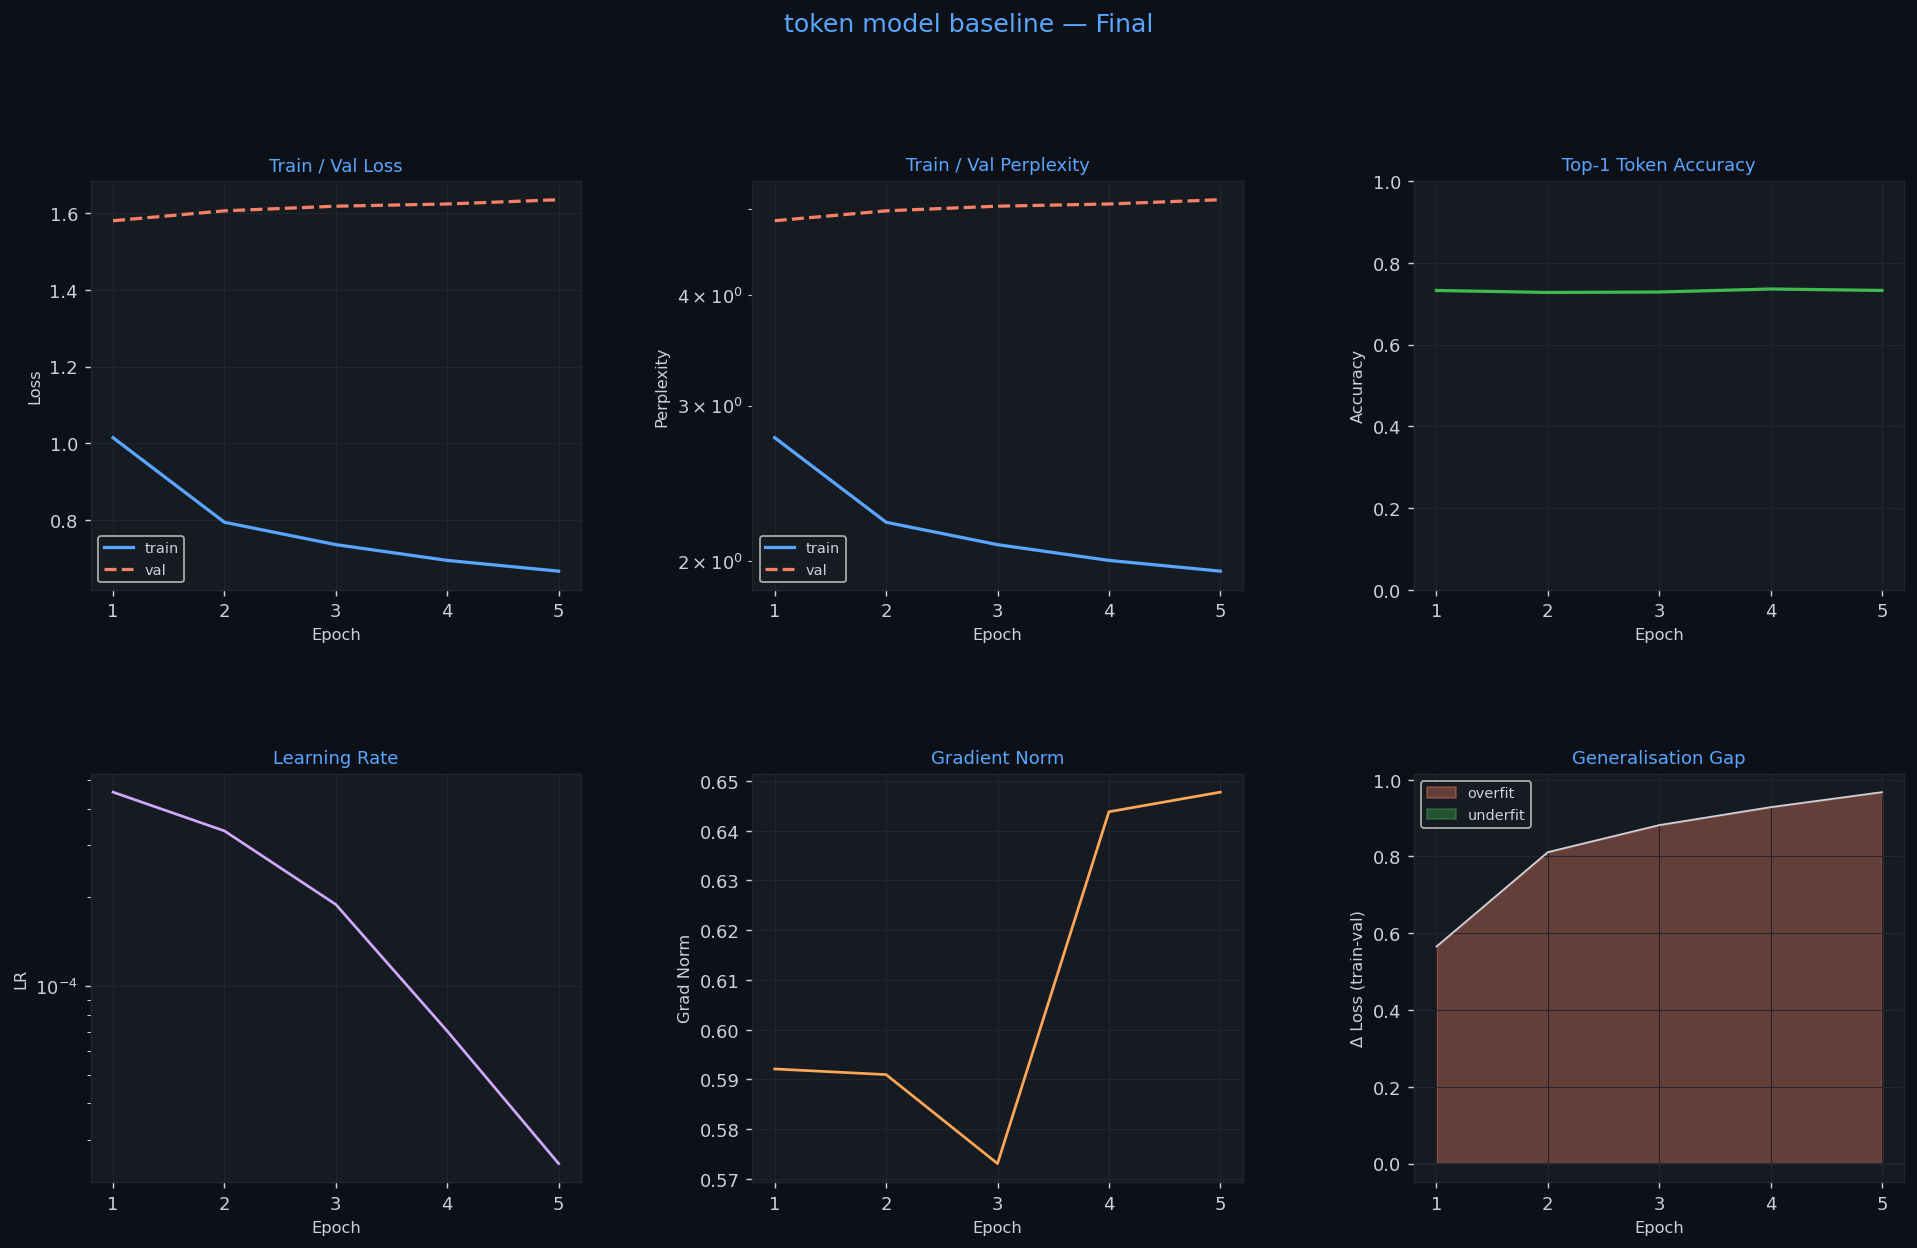 token model baseline — Final
Train / Val Loss
Loss
1.6
1.4
1.2
1.0
0.8
train
val
1 2 3 4 5
Epoch
Train / Val Perplexity
Perplexity
4 × 10⁰
3 × 10⁰
2 × 10⁰
train
val
1 2 3 4 5
Epoch
Top-1 Token Accuracy
Accuracy
1.0
0.8
0.6
0.4
0.2
0.0
1 2 3 4 5
Epoch
Learning Rate
LR
10⁻⁴
1 2 3 4 5
Epoch
Gradient Norm
Grad Norm
0.65
0.64
0.63
0.62
0.61
0.60
0.59
0.58
0.57
1 2 3 4 5
Epoch
Generalisation Gap
Δ Loss (train-val)
1.0
0.8
0.6
0.4
0.2
0.0
overfit
underfit
1 2 3 4 5
Epoch